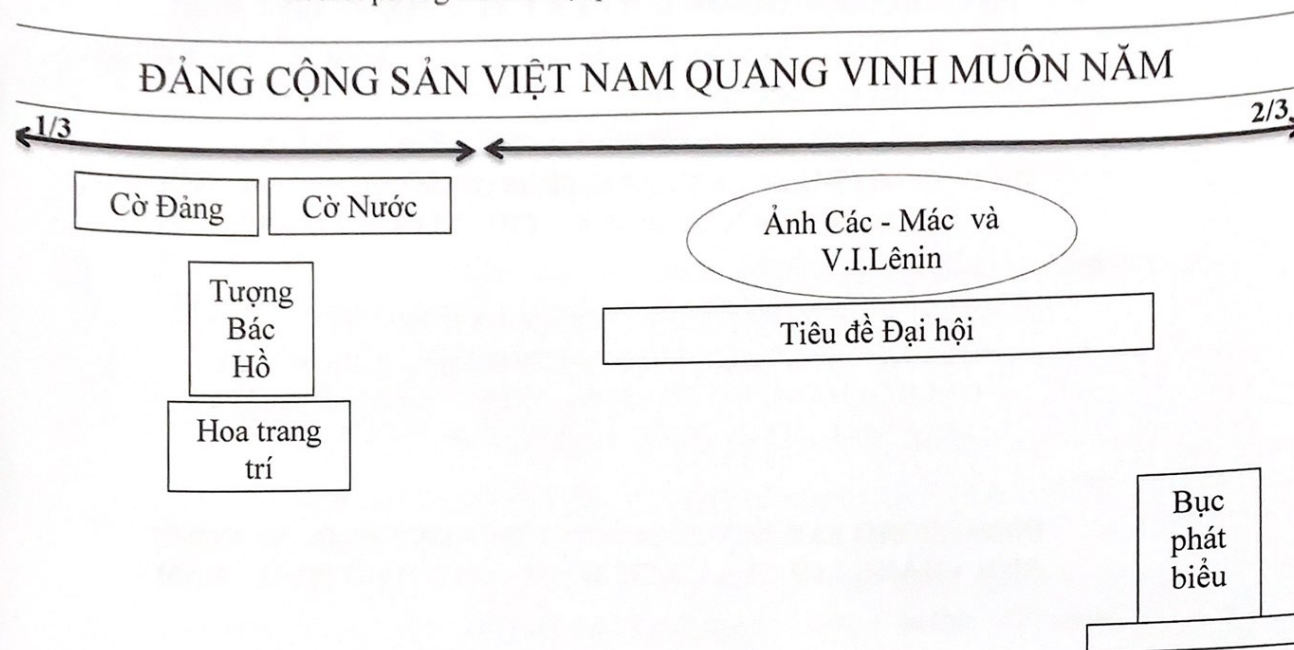 ĐẢNG CỘNG SẢN VIỆT NAM QUANG VINH MUÔN NĂM
1/3
2/3
Cờ Đảng
Cờ Nước
Ảnh Các - Mác và
V.I.Lênin
Tượng
Bác
Hồ
Tiêu đề Đại hội
Hoa trang
trí
Bục
phát
biểu